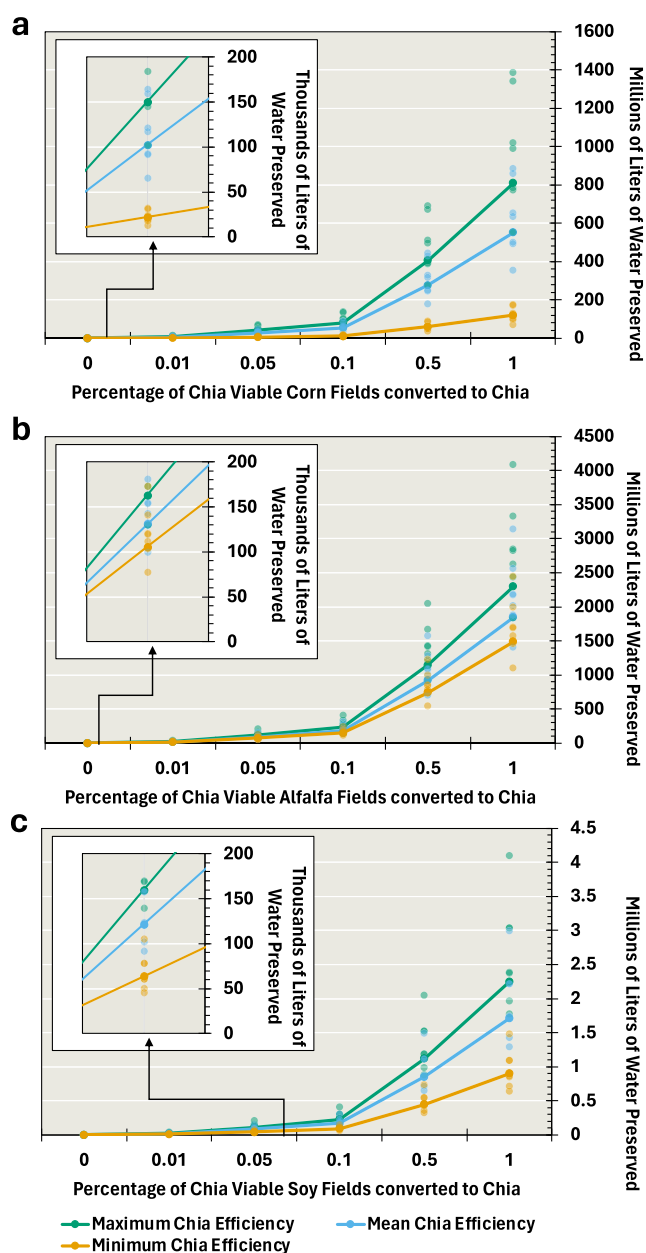 a
200
150
100
50
0
Thousands of Liters of
Water Preserved
1600
1400
1200
1000
800
600
400
200
0
Millions of Liters of Water Preserved
0 0.01 0.05 0.1 0.5 1
Percentage of Chia Viable Corn Fields converted to Chia
b
200
150
100
50
0
Thousands of Liters of
Water Preserved
4500
4000
3500
3000
2500
2000
1500
1000
500
0
Millions of Liters of Water Preserved
0 0.01 0.05 0.1 0.5 1
Percentage of Chia Viable Alfalfa Fields converted to Chia
c
200
150
100
50
0
Thousands of Liters of
Water Preserved
4.5
4
3.5
3
2.5
2
1.5
1
0.5
0
Millions of Liters of Water Preserved
0 0.01 0.05 0.1 0.5 1
Percentage of Chia Viable Soy Fields converted to Chia
Maximum Chia Efficiency Mean Chia Efficiency
Minimum Chia Efficiency